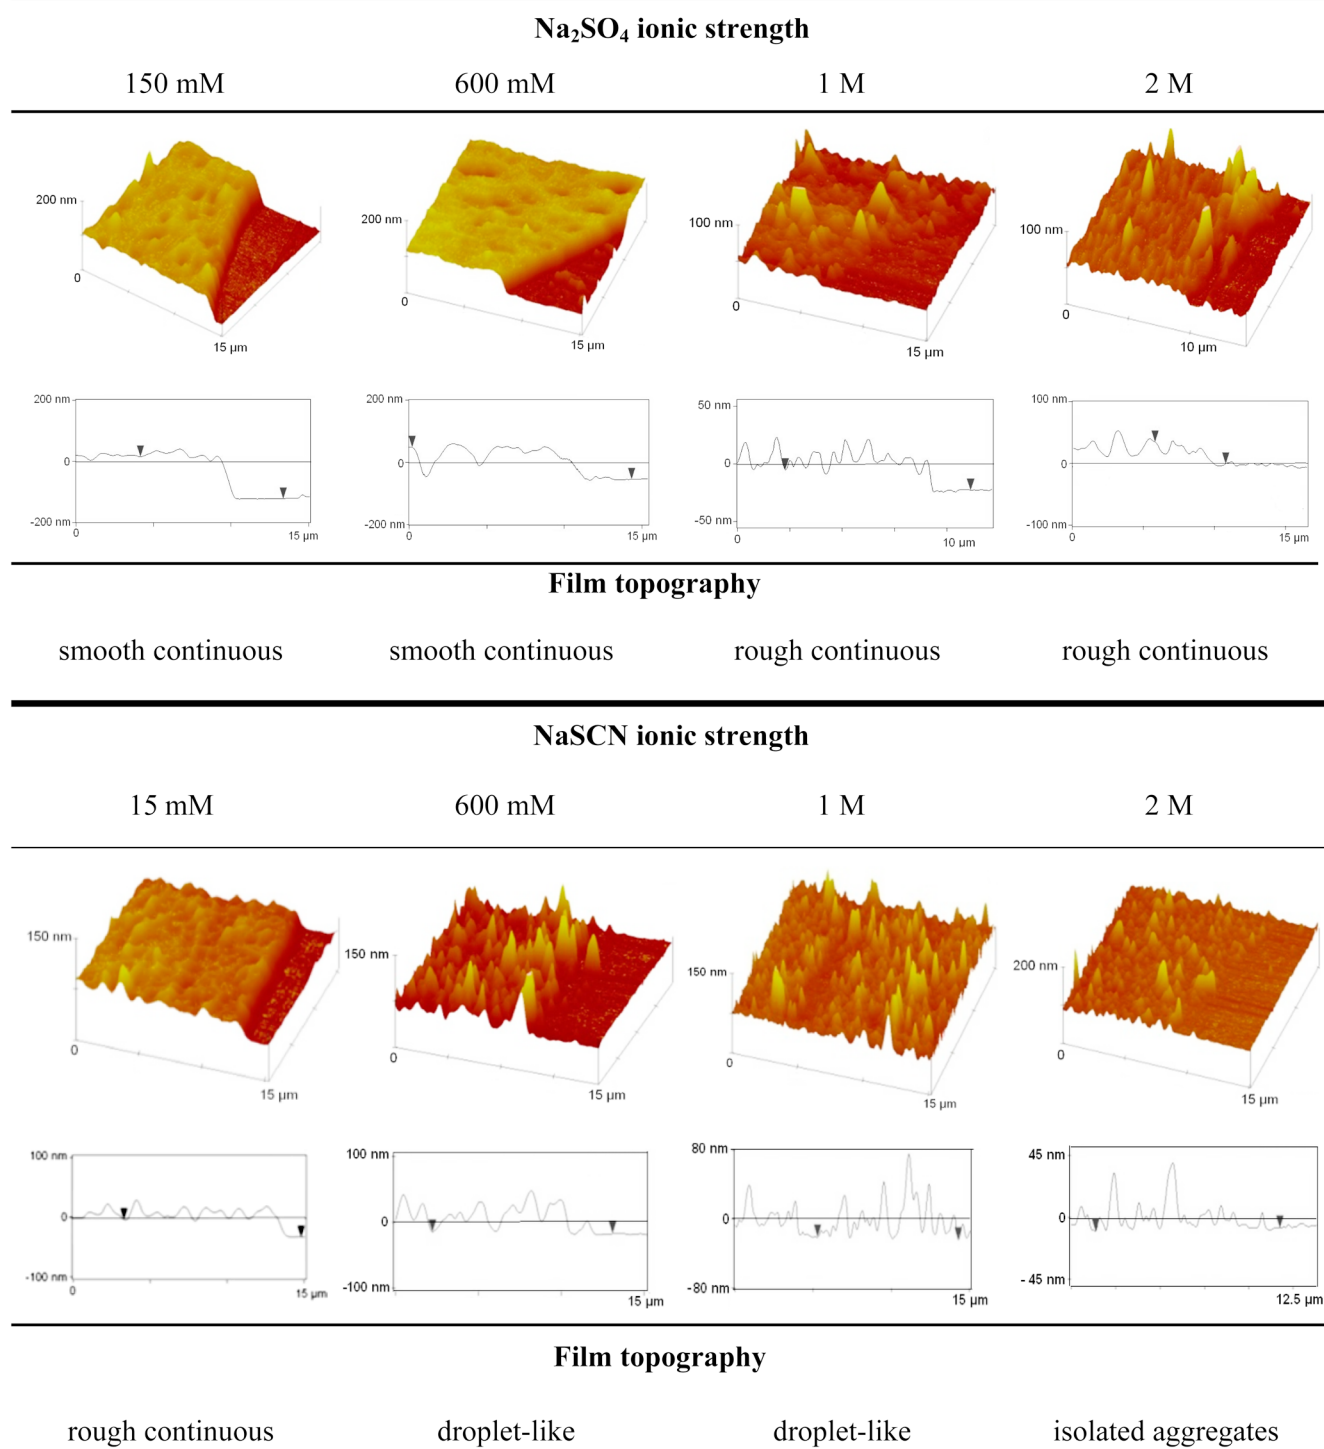 Na₂SO₄ ionic strength
150 mM 600 mM 1 M 2 M
200 nm 0 15 µm
200 nm 0 15 µm
100 nm 0 15 µm
100 nm 0 10 µm
200 nm 0 -200 nm 0 15 µm
200 nm 0 -200 nm 0 15 µm
50 nm 0 -50 nm 0 10 µm
100 nm 0 -100 nm 0 15 µm
Film topography
smooth continuous smooth continuous rough continuous rough continuous
NaSCN ionic strength
15 mM 600 mM 1 M 2 M
150 nm 0 15 µm
150 nm 0 15 µm
150 nm 0 15 µm
200 nm 0 15 µm
100 nm 0 -100 nm 0 15 µm
100 nm 0 -100 nm 15 µm
80 nm 0 -80 nm 15 µm
45 nm 0 - 45 nm 12.5 µm
Film topography
rough continuous droplet-like droplet-like isolated aggregates